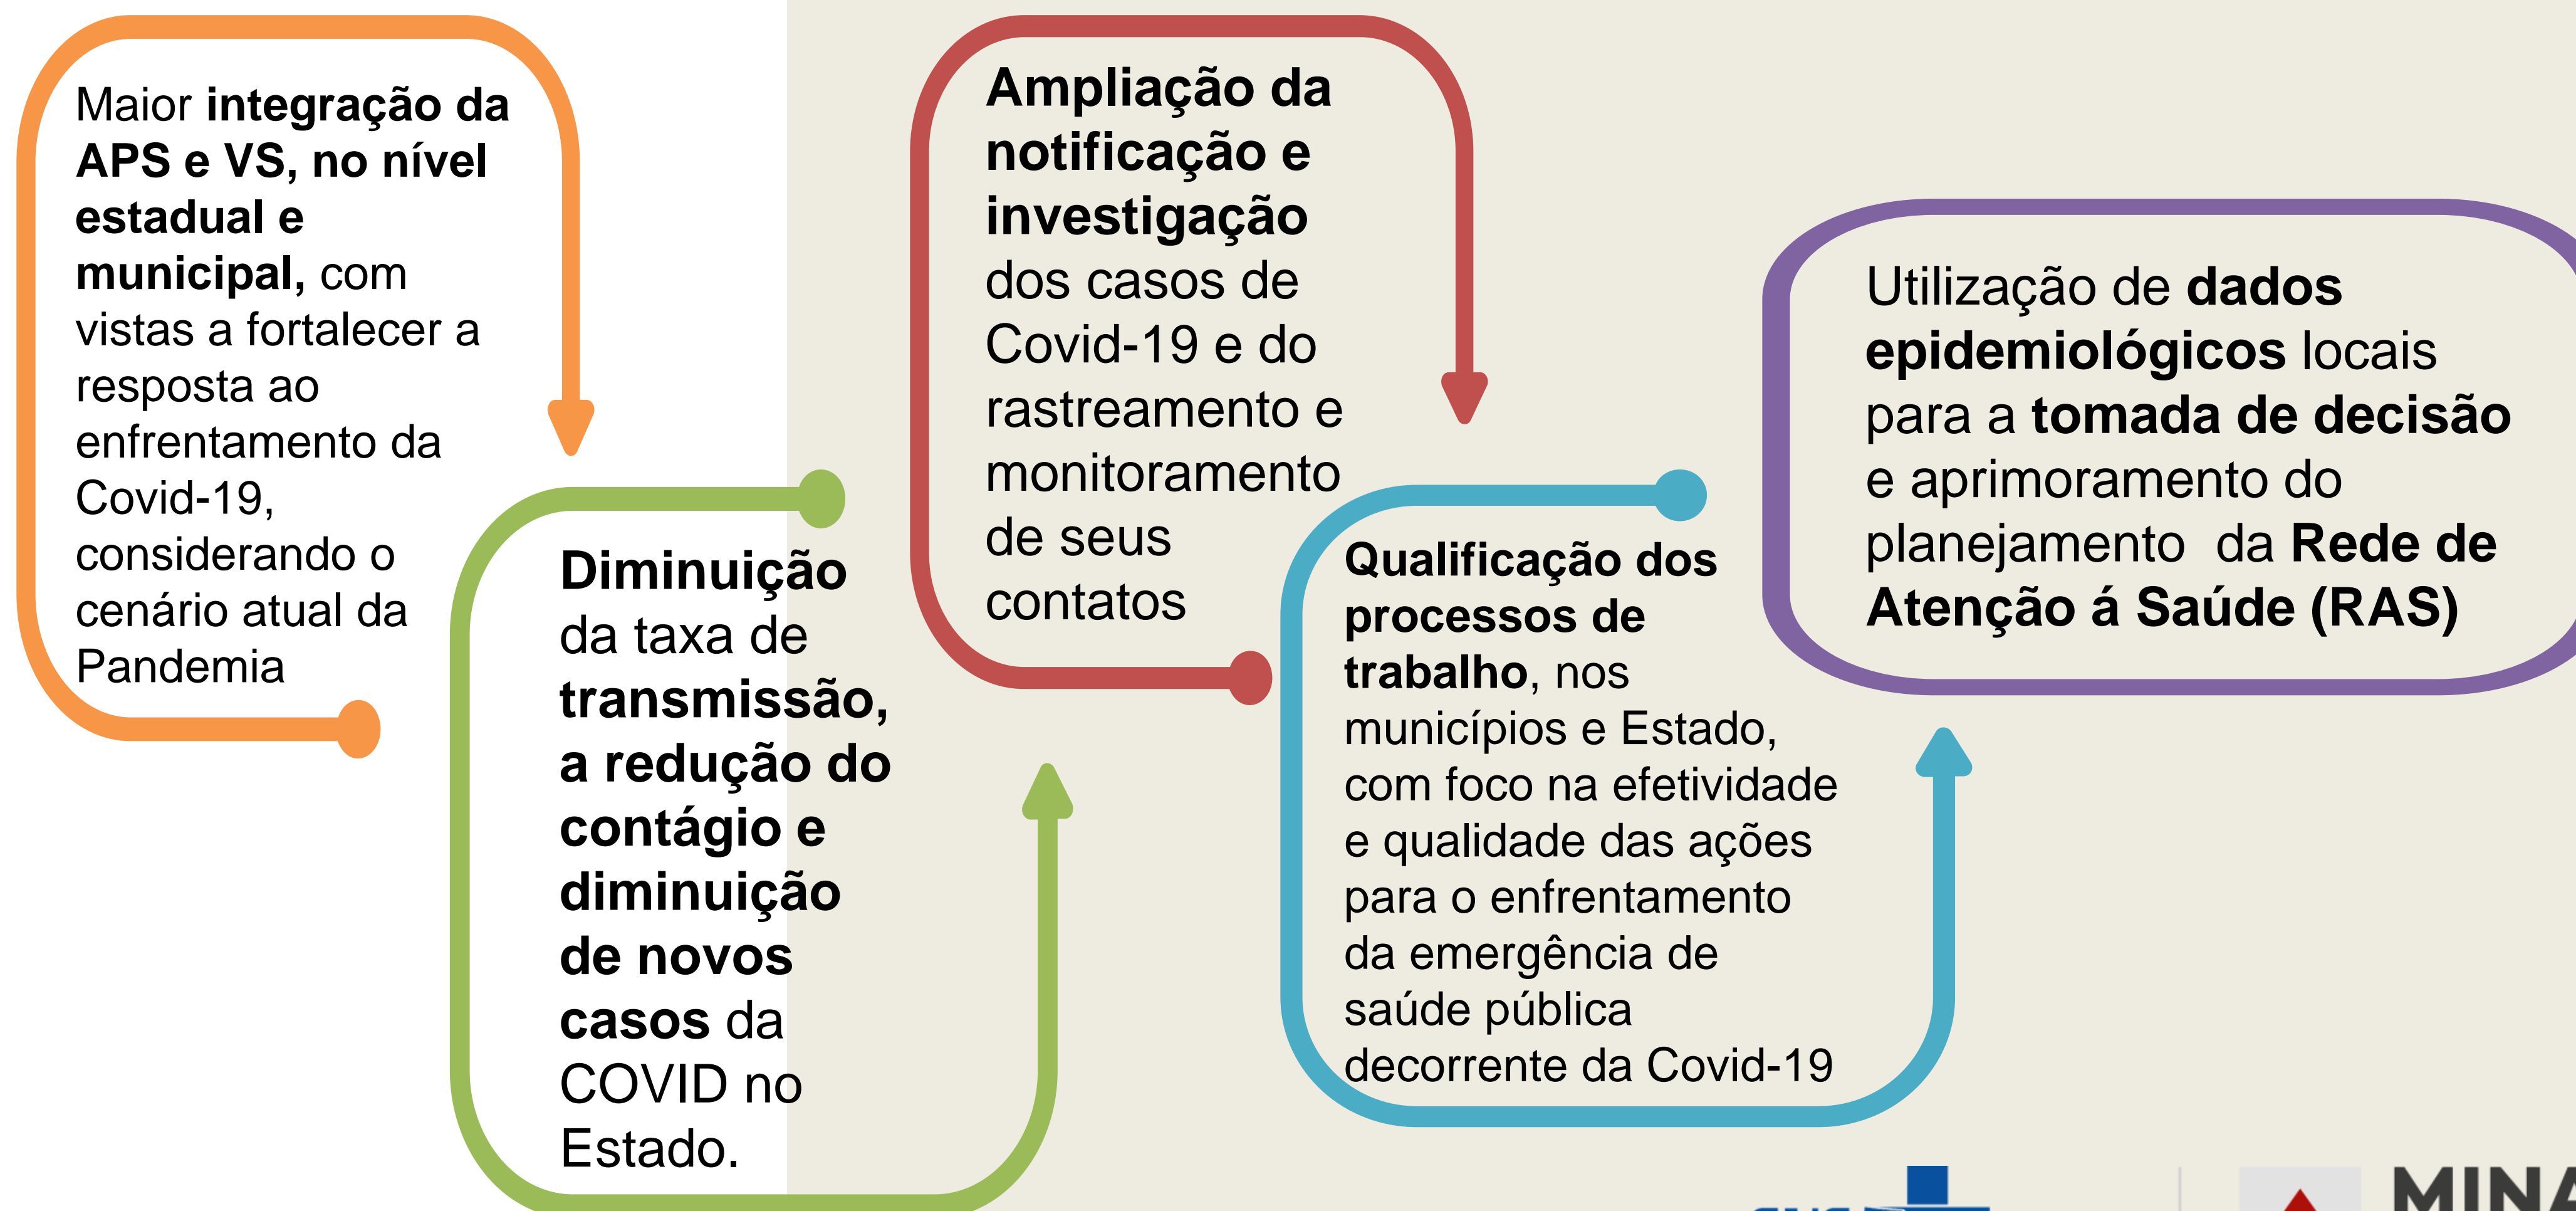 Maior integração da
APS e VS, no nível
estadual e
municipal, com
vistas a fortalecer a
resposta ao
enfrentamento da
Covid-19,
considerando o
cenário atual da
Pandemia
Diminuição
da taxa de
transmissão,
a redução do
contágio e
diminuição
de novos
casos da
COVID no
Estado.
Ampliação da
notificação e
investigação
dos casos de
Covid-19 e do
rastreamento e
monitoramento
de seus
contatos
Qualificação dos
processos de
trabalho, nos
municípios e Estado,
com foco na efetividade
e qualidade das ações
para o enfrentamento
da emergência de
saúde pública
decorrente da Covid-19
Utilização de dados
epidemiológicos locais
para a tomada de decisão
e aprimoramento do
planejamento  da Rede de
Atenção á Saúde (RAS)